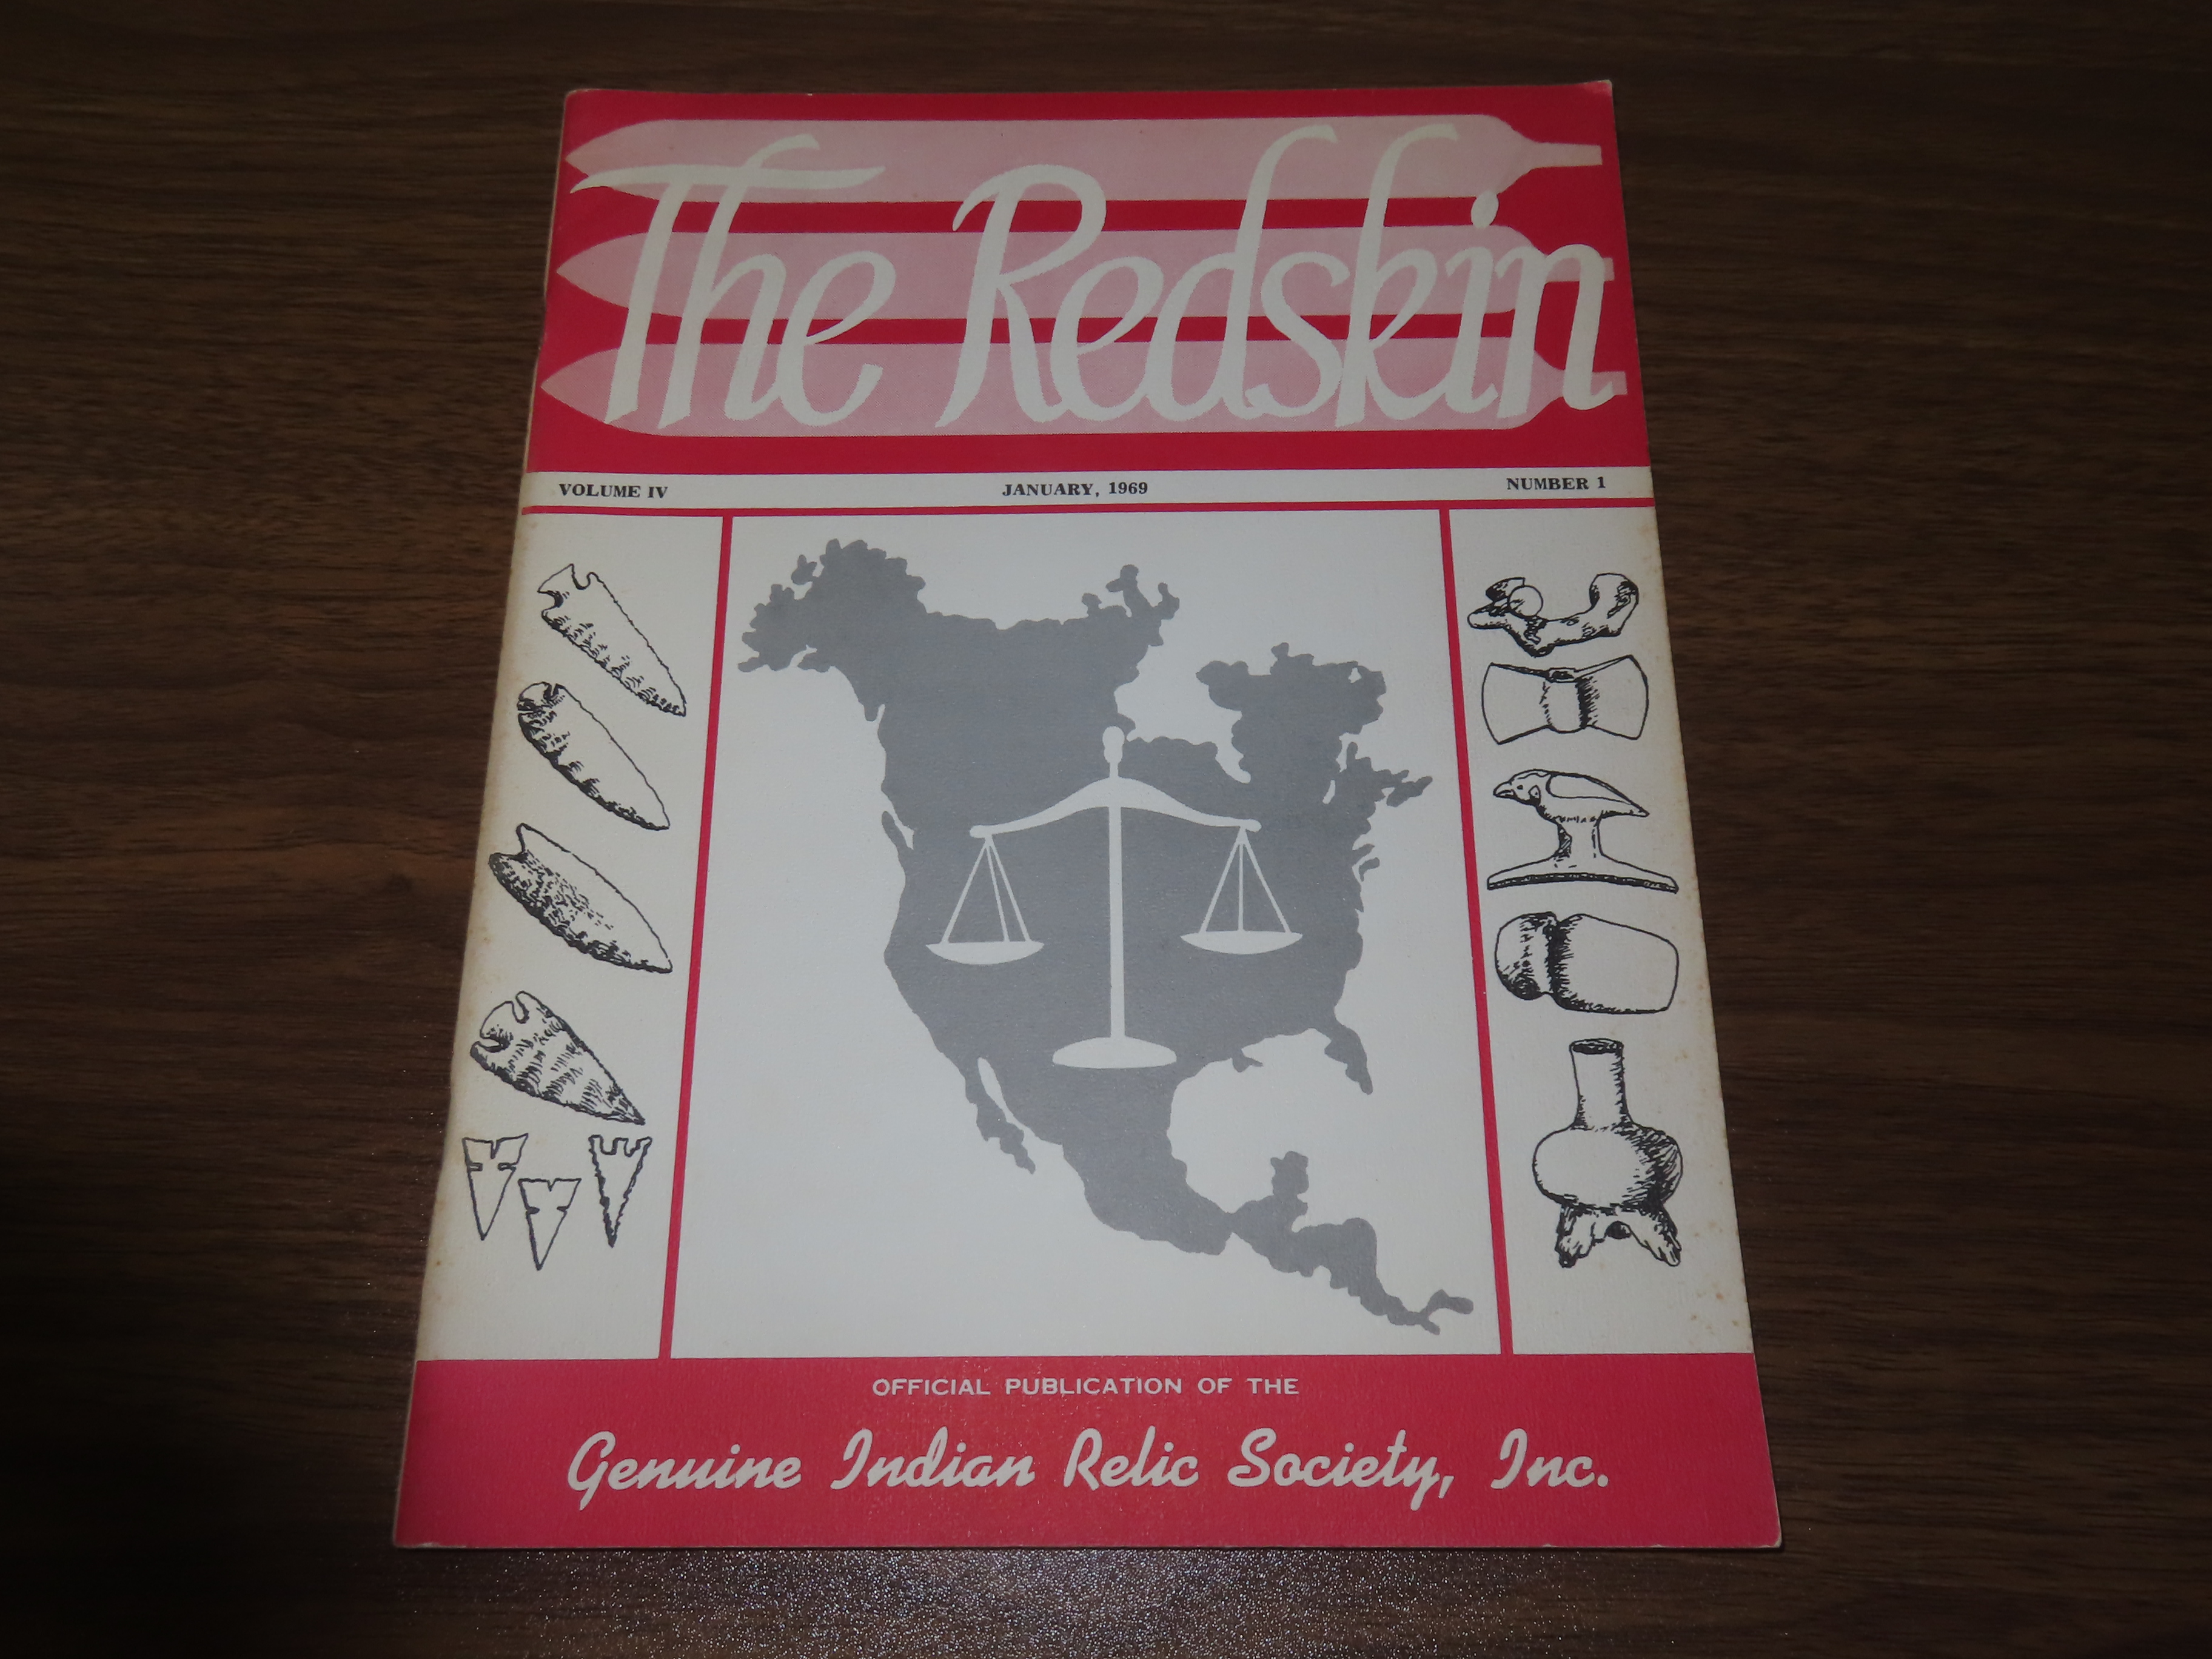 The Redskin
VOLUME IV JANUARY, 1969 NUMBER 1
OFFICIAL PUBLICATION OF THE
Genuine Indian Relic Society, Inc.